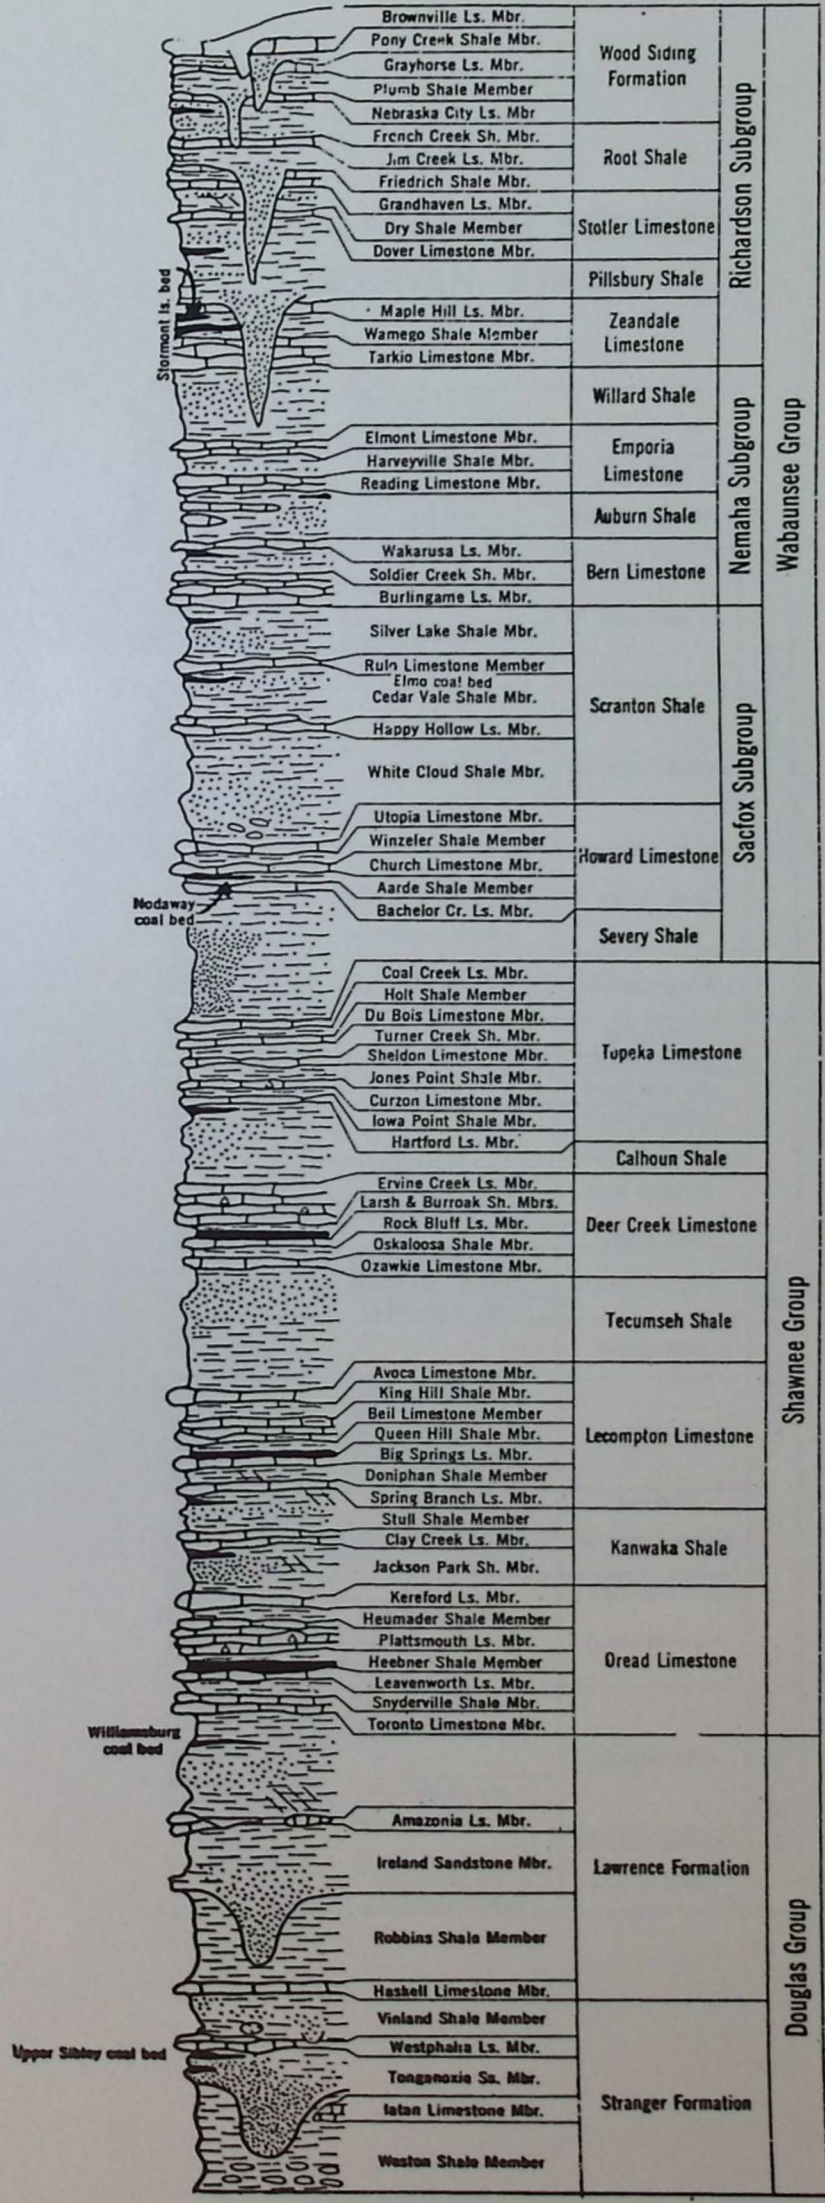 Brownville Ls. Mbr.
Pony Creek Shale Mbr.
Grayhorse Ls. Mbr.
Plumb Shale Member
Nebraska City Ls. Mbr
Wood Siding
Formation
French Creek Sh. Mbr.
Jim Creek Ls. Mbr.
Friedrich Shale Mbr.
Root Shale
Grandhaven Ls. Mbr.
Dry Shale Member
Dover Limestone Mbr.
Stotler Limestone
Pillsbury Shale
Stormont ls. bed
Maple Hill Ls. Mbr.
Wamego Shale Member
Tarkio Limestone Mbr.
Zeandale
Limestone
Richardson Subgroup
Willard Shale
Elmont Limestone Mbr.
Harveyville Shale Mbr.
Reading Limestone Mbr.
Emporia
Limestone
Auburn Shale
Wakarusa Ls. Mbr.
Soldier Creek Sh. Mbr.
Burlingame Ls. Mbr.
Bern Limestone
Nemaha Subgroup
Wabaunsee Group
Silver Lake Shale Mbr.
Rulo Limestone Member
Elmo coal bed
Cedar Vale Shale Mbr.
Happy Hollow Ls. Mbr.
White Cloud Shale Mbr.
Scranton Shale
Utopia Limestone Mbr.
Winzeler Shale Member
Church Limestone Mbr.
Aarde Shale Member
Bachelor Cr. Ls. Mbr.
Howard Limestone
Nodaway
coal bed
Severy Shale
Sacfox Subgroup
Coal Creek Ls. Mbr.
Holt Shale Member
Du Bois Limestone Mbr.
Turner Creek Sh. Mbr.
Sheldon Limestone Mbr.
Jones Point Shale Mbr.
Curzon Limestone Mbr.
Iowa Point Shale Mbr.
Hartford Ls. Mbr.
Topeka Limestone
Calhoun Shale
Ervine Creek Ls. Mbr.
Larsh & Burroak Sh. Mbrs.
Rock Bluff Ls. Mbr.
Oskaloosa Shale Mbr.
Ozawkie Limestone Mbr.
Deer Creek Limestone
Tecumseh Shale
Avoca Limestone Mbr.
King Hill Shale Mbr.
Beil Limestone Member
Queen Hill Shale Mbr.
Big Springs Ls. Mbr.
Doniphan Shale Member
Spring Branch Ls. Mbr.
Lecompton Limestone
Stull Shale Member
Clay Creek Ls. Mbr.
Jackson Park Sh. Mbr.
Kanwaka Shale
Kereford Ls. Mbr.
Heumader Shale Member
Plattsmouth Ls. Mbr.
Heebner Shale Member
Leavenworth Ls. Mbr.
Snyderville Shale Mbr.
Toronto Limestone Mbr.
Oread Limestone
Shawnee Group
Williamsburg
coal bed
Amazonia Ls. Mbr.
Ireland Sandstone Mbr.
Robbins Shale Member
Haskell Limestone Mbr.
Lawrence Formation
Vinland Shale Member
Westphalia Ls. Mbr.
Upper Sibley coal bed
Tonganoxie Ss. Mbr.
Iatan Limestone Mbr.
Weston Shale Member
Stranger Formation
Douglas Group